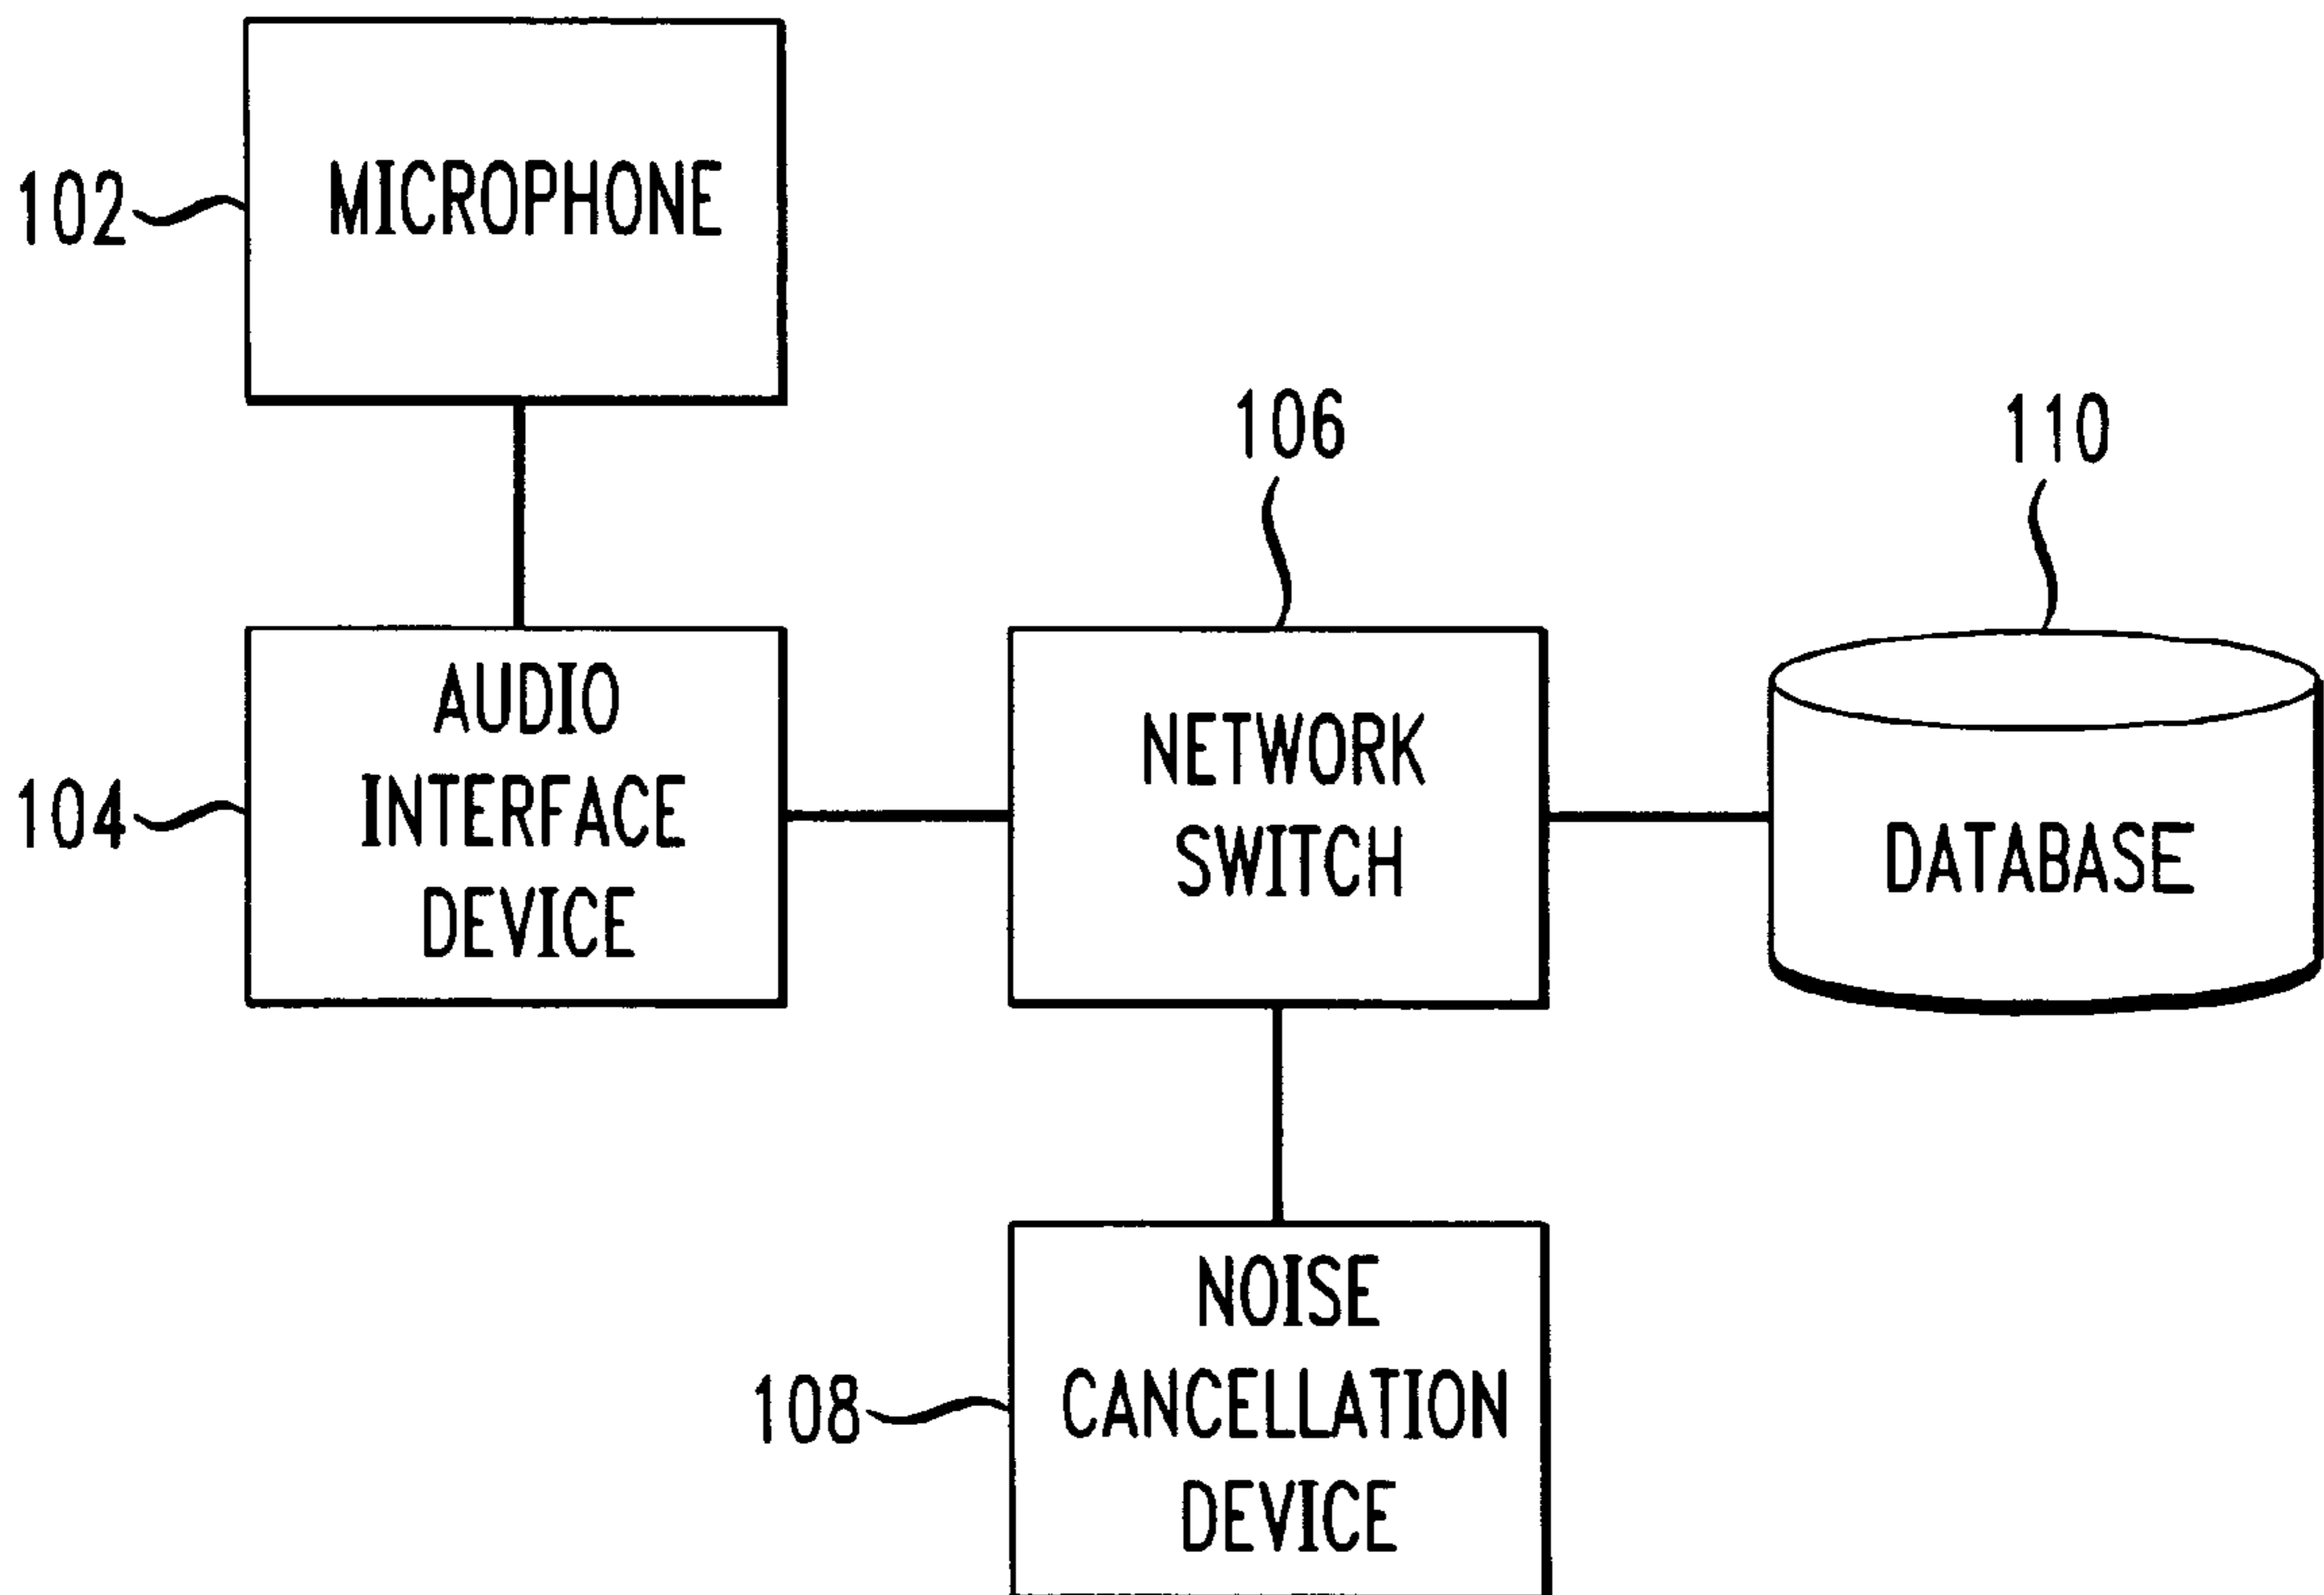 102
MICROPHONE
106
110
104
AUDIO
INTERFACE
DEVICE
NETWORK
SWITCH
DATABASE
108
NOISE
CANCELLATION
DEVICE